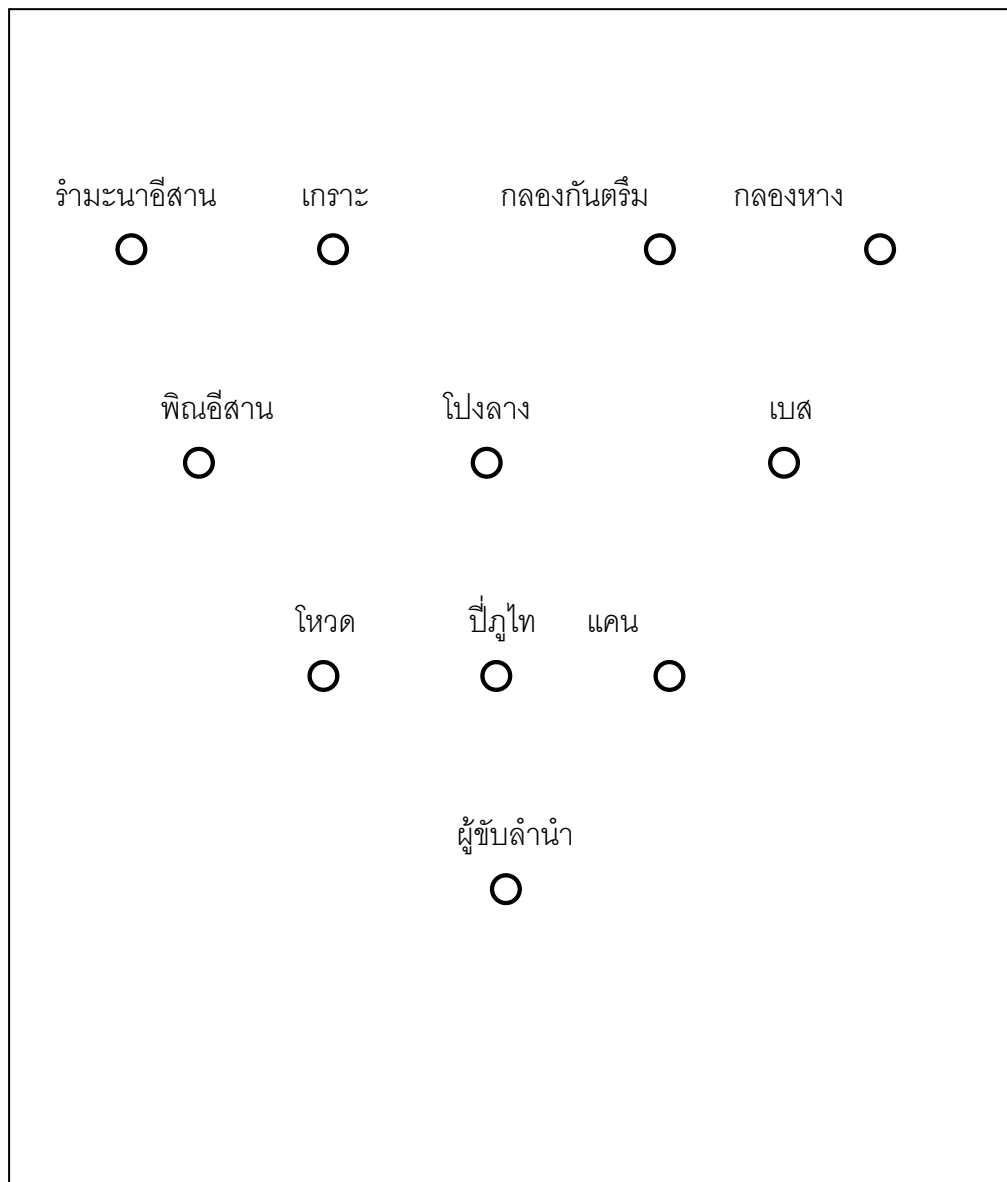 รำมะนาอีสาน เกราะ กลองกันตรึม กลองหาง
พิณอีสาน โปงลาง เบส
โหวด ปี่ภูไท แคน
ผู้ขับลำนำ